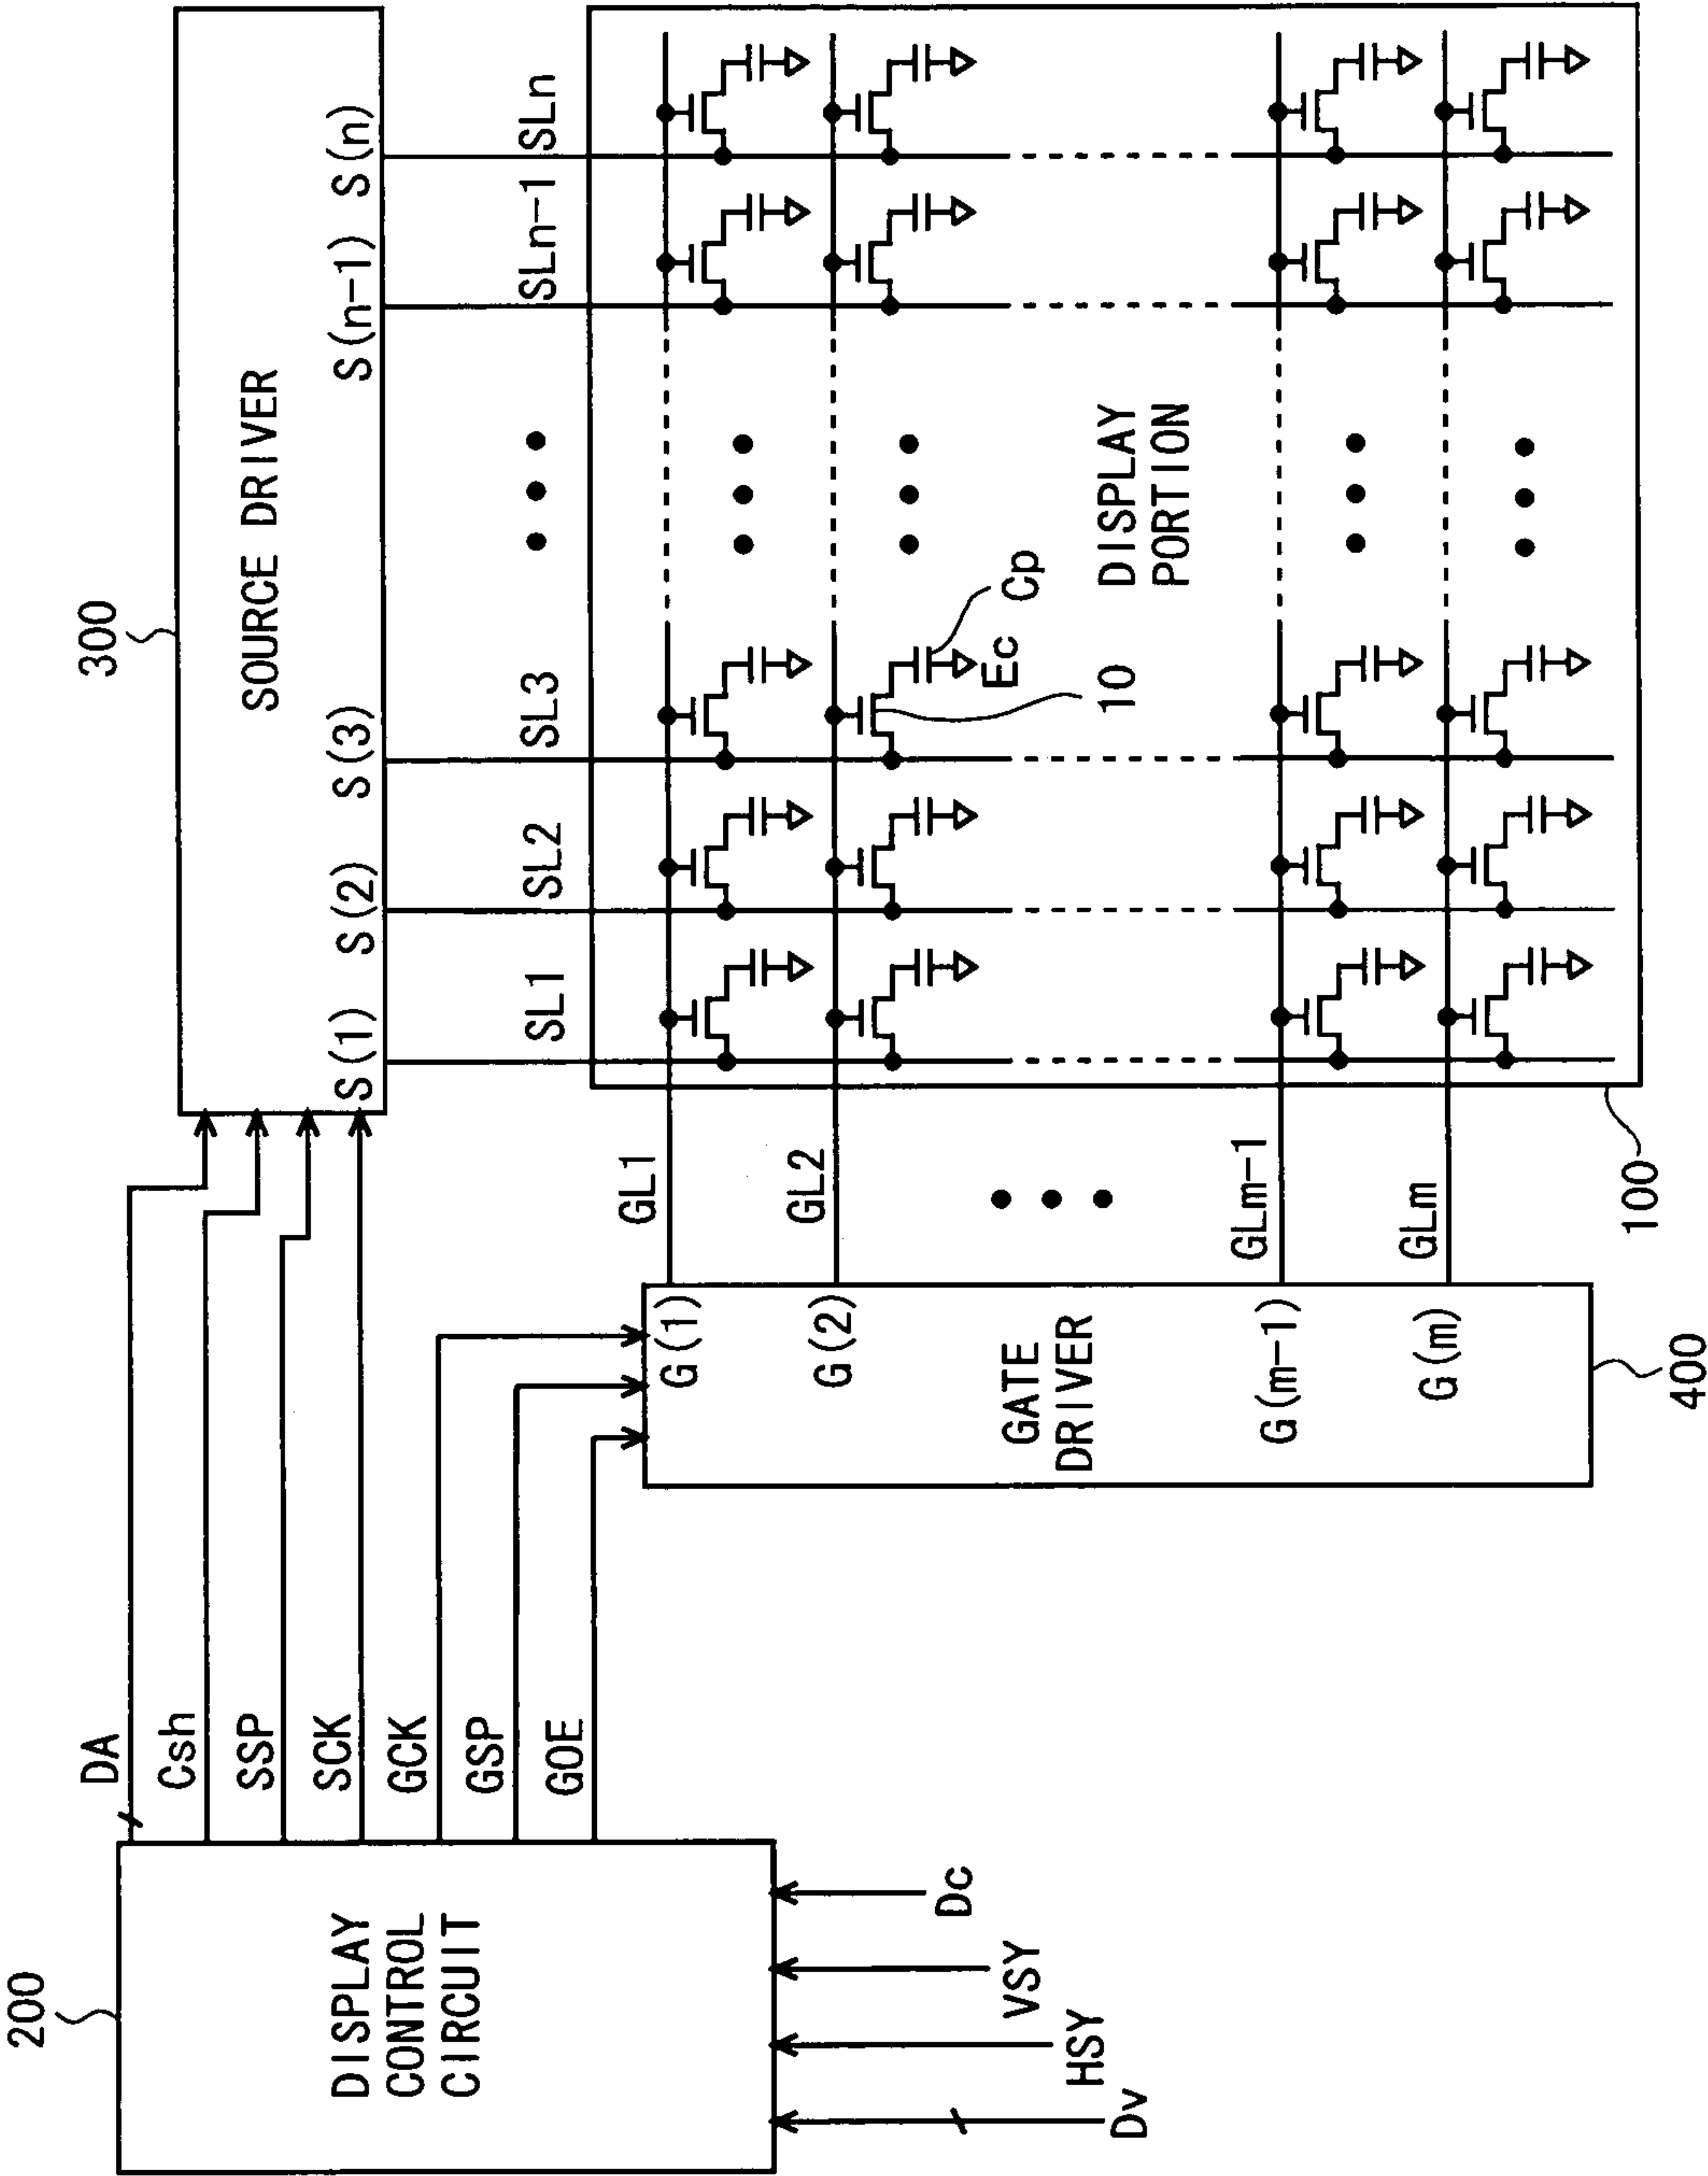 300
SOURCE DRIVER
S(1) S(2) S(3) S(n-1) S(n)
SL1 SL2 SL3 SLn-1 SLn
200
DISPLAY
CONTROL
CIRCUIT
DA
Csh
SSP
SCK
GCK
GSP
GOE
Dv
HSY
VSY
Dc
GATE
DRIVER
G(1)
G(2)
G(m-1)
G(m)
400
GL1
GL2
GLm-1
GLm
Cp
Ec
10
DISPLAY
PORTION
100